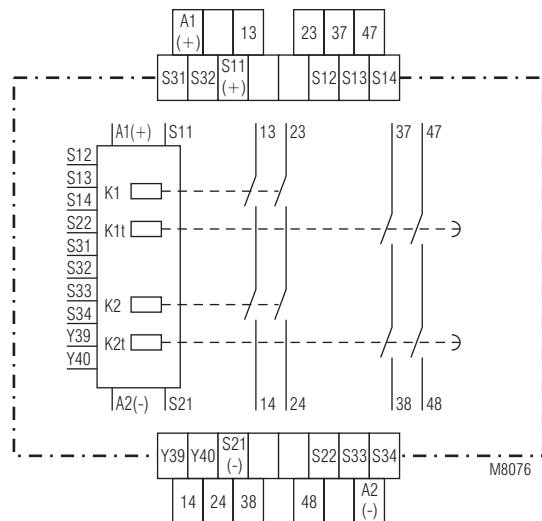 A1 (+) 13 23 37 47
S31 S32 S11 (+) S12 S13 S14
A1(+) S11 13 23 37 47
S12
S13
S14
S22
S31
S32
S33
S34
Y39
Y40
K1
K1t
K2
K2t
A2(-) S21 14 24 38 48
Y39 Y40 S21 (-) S22 S33 S34
M8076
14 24 38 48 A2 (-)